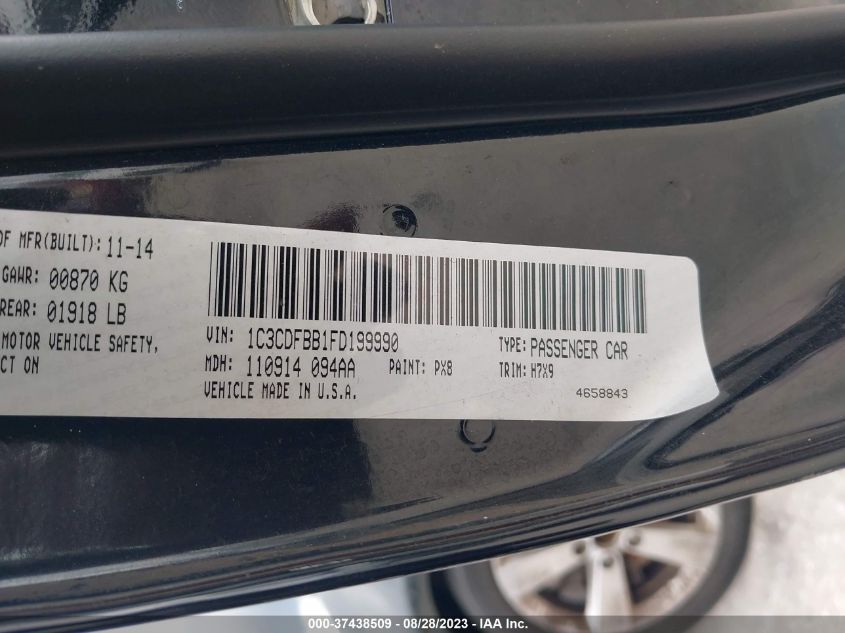 OF MFR(BUILT): 11-14
GAWR: 00870 KG
REAR: 01918 LB
MOTOR VEHICLE SAFETY,
CT ON
VIN: 1C3CDFBB1FD199990
TYPE: PASSENGER CAR
MDH: 110914 094AA
PAINT: PX8
TRIM: H7X9
VEHICLE MADE IN U.S.A.
4658843
000-37438509 - 08/28/2023 - IAA Inc.